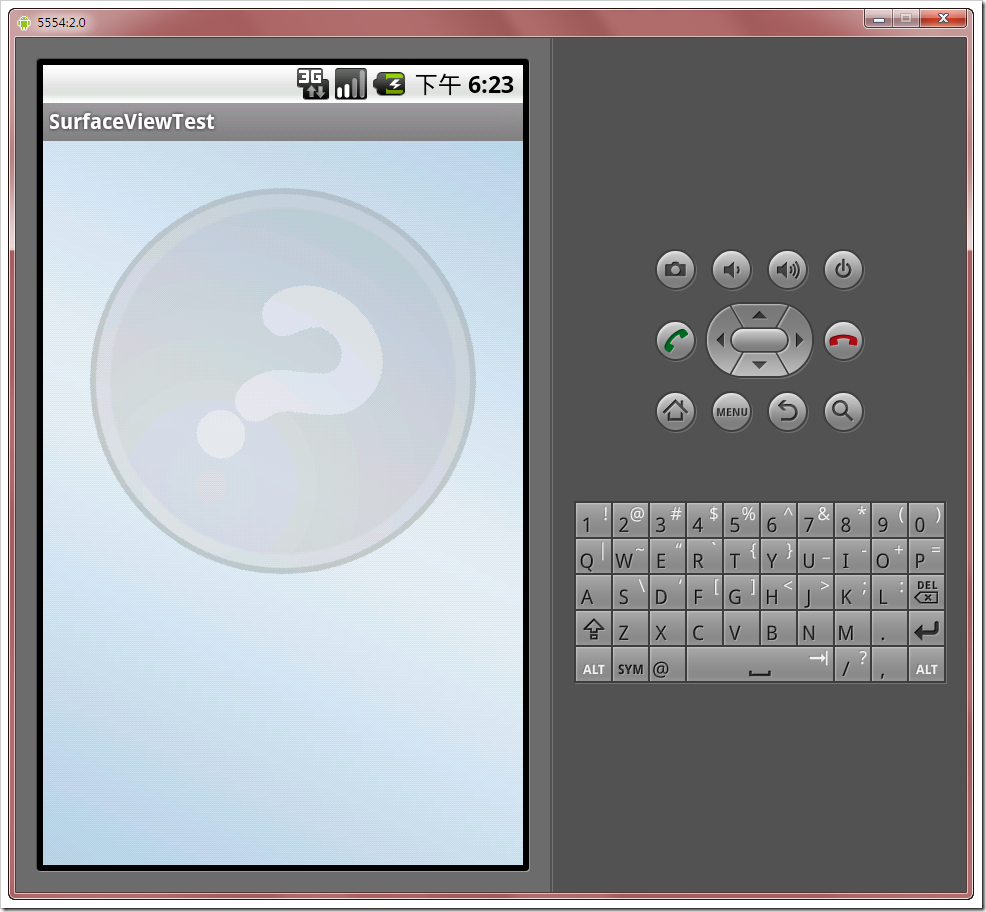 5554:2.0
3G 下午 6:23
SurfaceViewTest
MENU
1 ! 2 @ 3 # 4 $ 5 % 6 ^ 7 & 8 * 9 ( 0 )
Q | W ~ E “ R ` T { Y } U _ I - O + P =
A S \ D ‘ F [ G ] H < J > K ; L : DEL
Z X C V B N M .
ALT SYM @ / ? , ALT